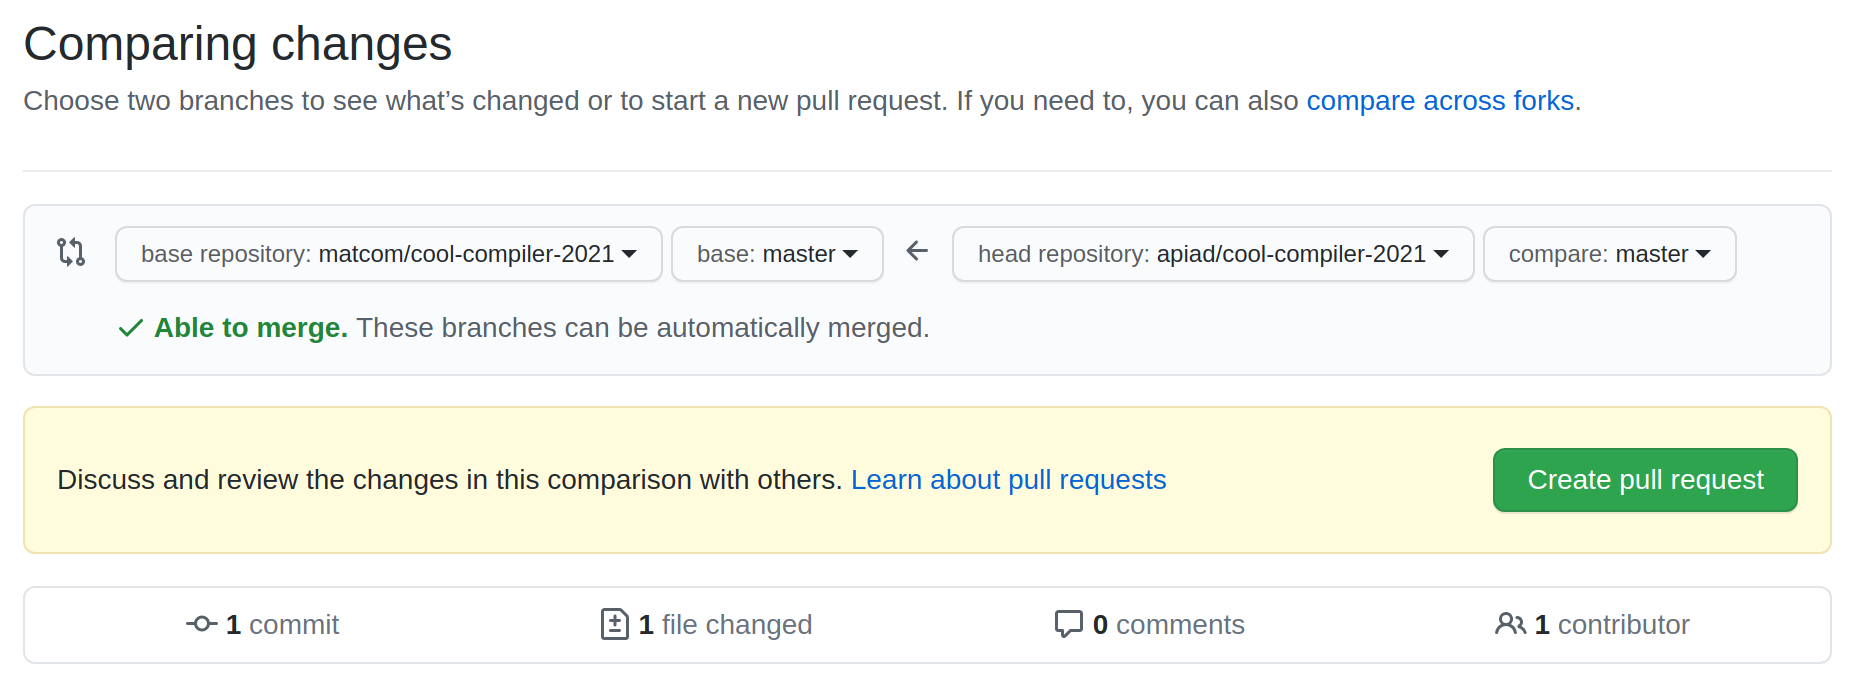 Comparing changes
Choose two branches to see what’s changed or to start a new pull request. If you need to, you can also compare across forks.
base repository: matcom/cool-compiler-2021 base: master head repository: apiad/cool-compiler-2021 compare: master
Able to merge. These branches can be automatically merged.
Discuss and review the changes in this comparison with others. Learn about pull requests Create pull request
1 commit 1 file changed 0 comments 1 contributor